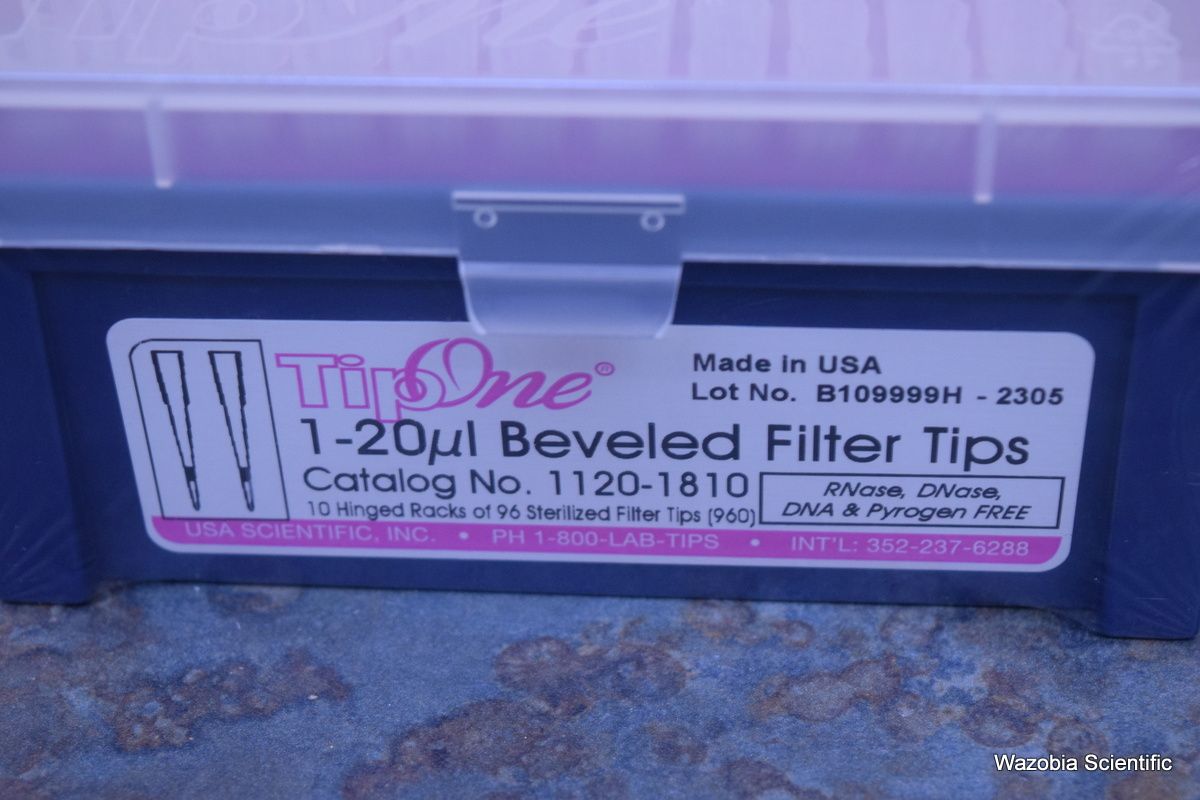 TipOne
TipOne®
Made in USA
Lot No. B109999H - 2305
1-20µl Beveled Filter Tips
Catalog No. 1120-1810
RNase, DNase,
DNA & Pyrogen FREE
10 Hinged Racks of 96 Sterilized Filter Tips (960)
USA SCIENTIFIC, INC. • PH 1-800-LAB-TIPS • INT'L: 352-237-6288
Wazobia Scientific